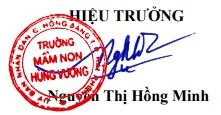 HIỆU TRƯỞNG
TRƯỜNG
MẦM NON
HÙNG VƯƠNG
Nguyễn Thị Hồng Minh